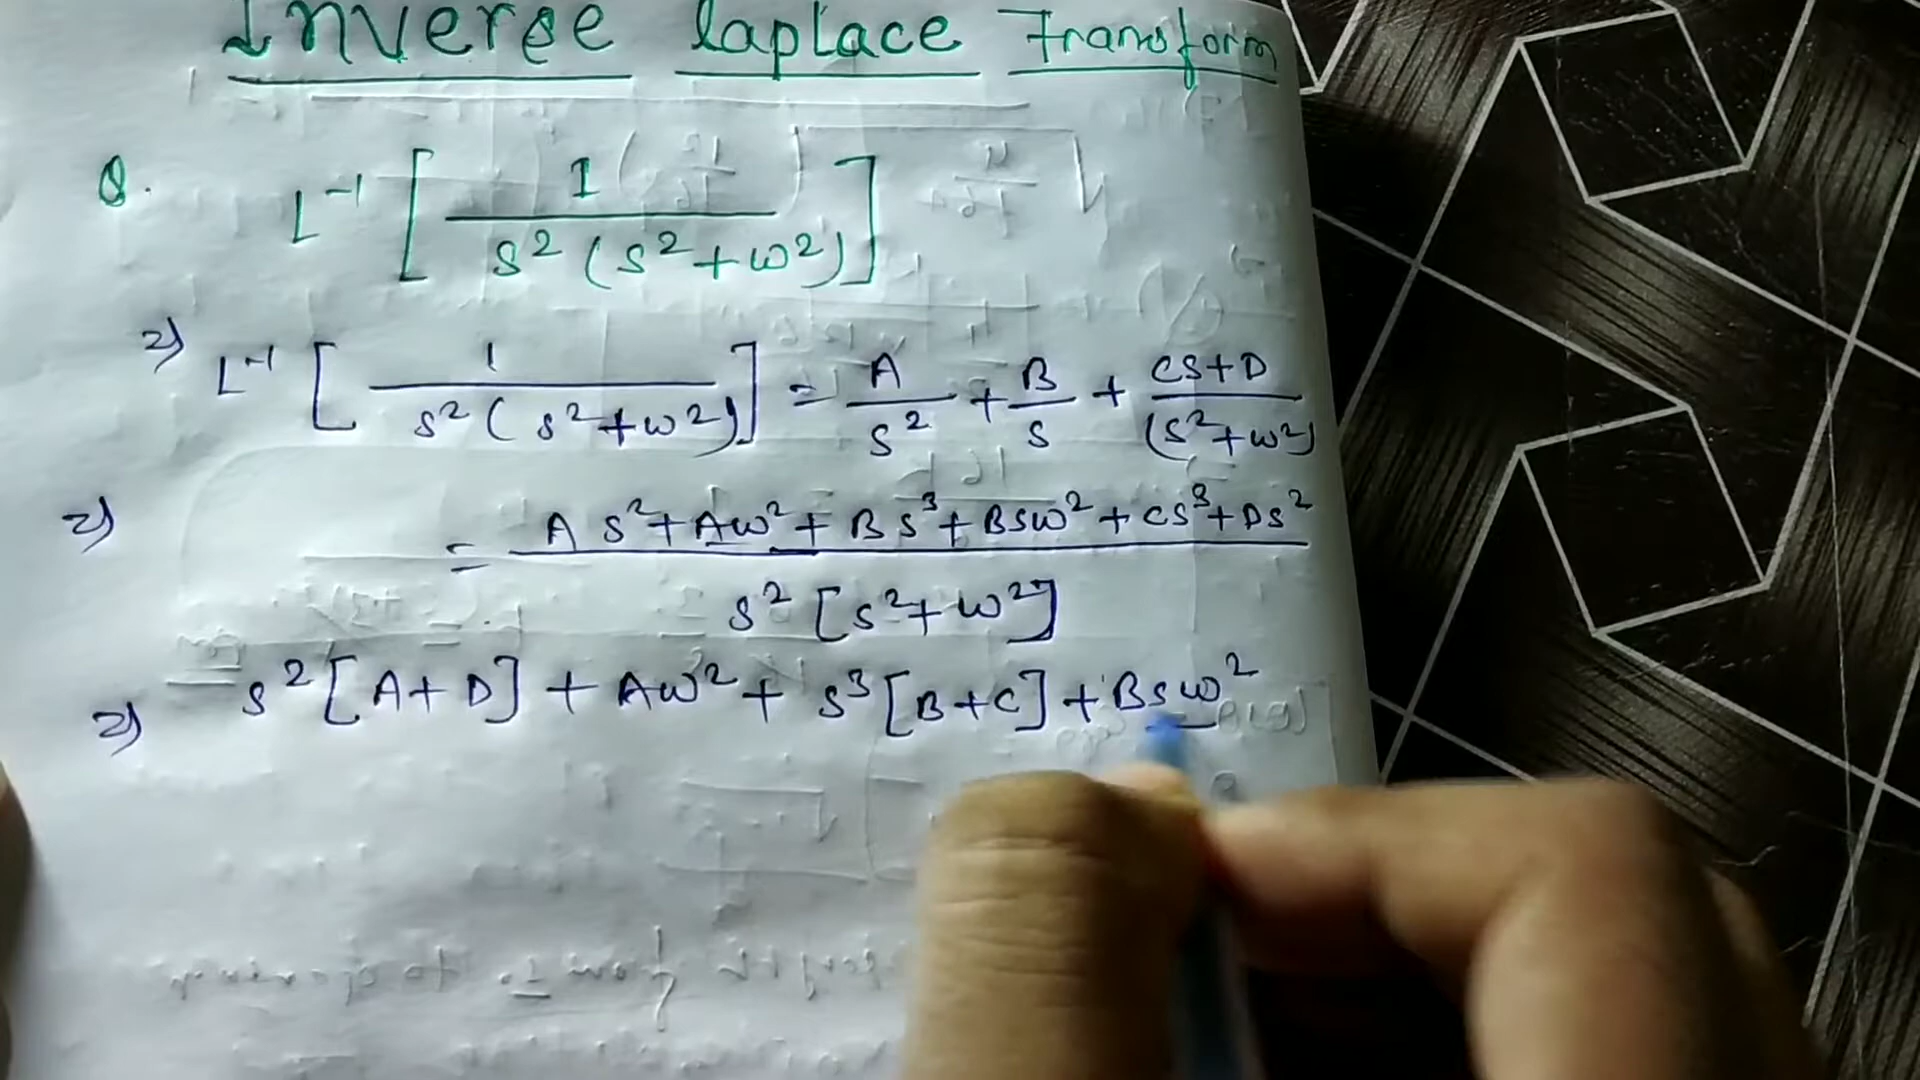 Inverse laplace Transform
Q. L⁻¹ [ 1 / s² (s² + ω²) ]
⇒ L⁻¹ [ 1 / s² ( s² + ω²) ] = A / s² + B / s + CS + D / (s² + ω²)
⇒ = A s² + Aω² + B s³ + Bsω² + Cs³ + Ds² / s² [s² + ω²]
⇒ s² [A + D] + Aω² + s³ [B + C] + Bsω²